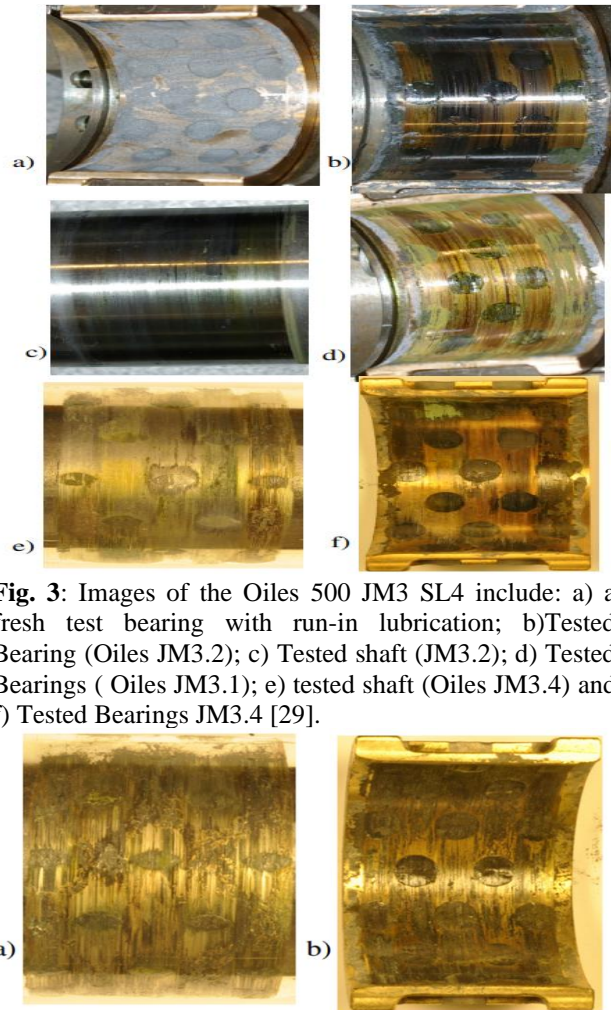 a)
b)
c)
d)
e)
f)
Fig. 3: Images of the Oiles 500 JM3 SL4 include: a) a
fresh test bearing with run-in lubrication; b)Tested
Bearing (Oiles JM3.2); c) Tested shaft (JM3.2); d) Tested
Bearings ( Oiles JM3.1); e) tested shaft (Oiles JM3.4) and
f) Tested Bearings JM3.4 [29].
a)
b)